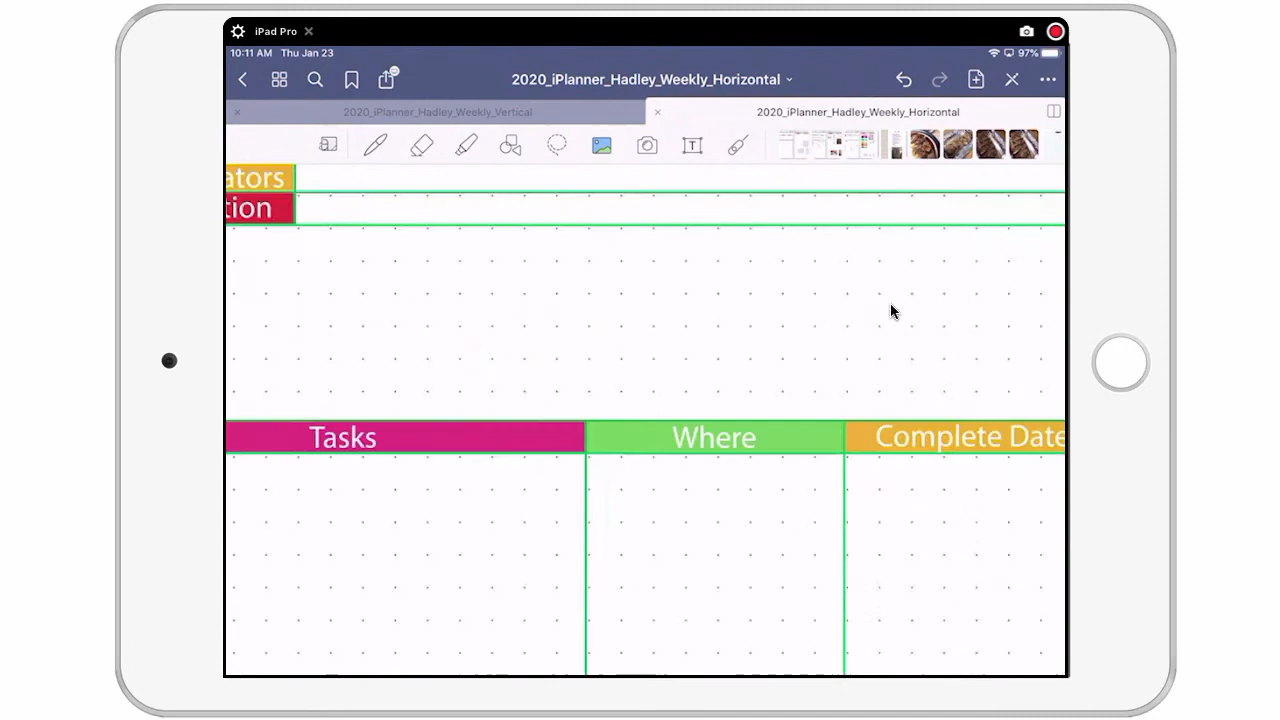 iPad Pro
10:11 AM Thu Jan 23 97%
2020_iPlanner_Hadley_Weekly_Horizontal
2020_iPlanner_Hadley_Weekly_Vertical 2020_iPlanner_Hadley_Weekly_Horizontal
T
ators
tion
Tasks Where Complete Date